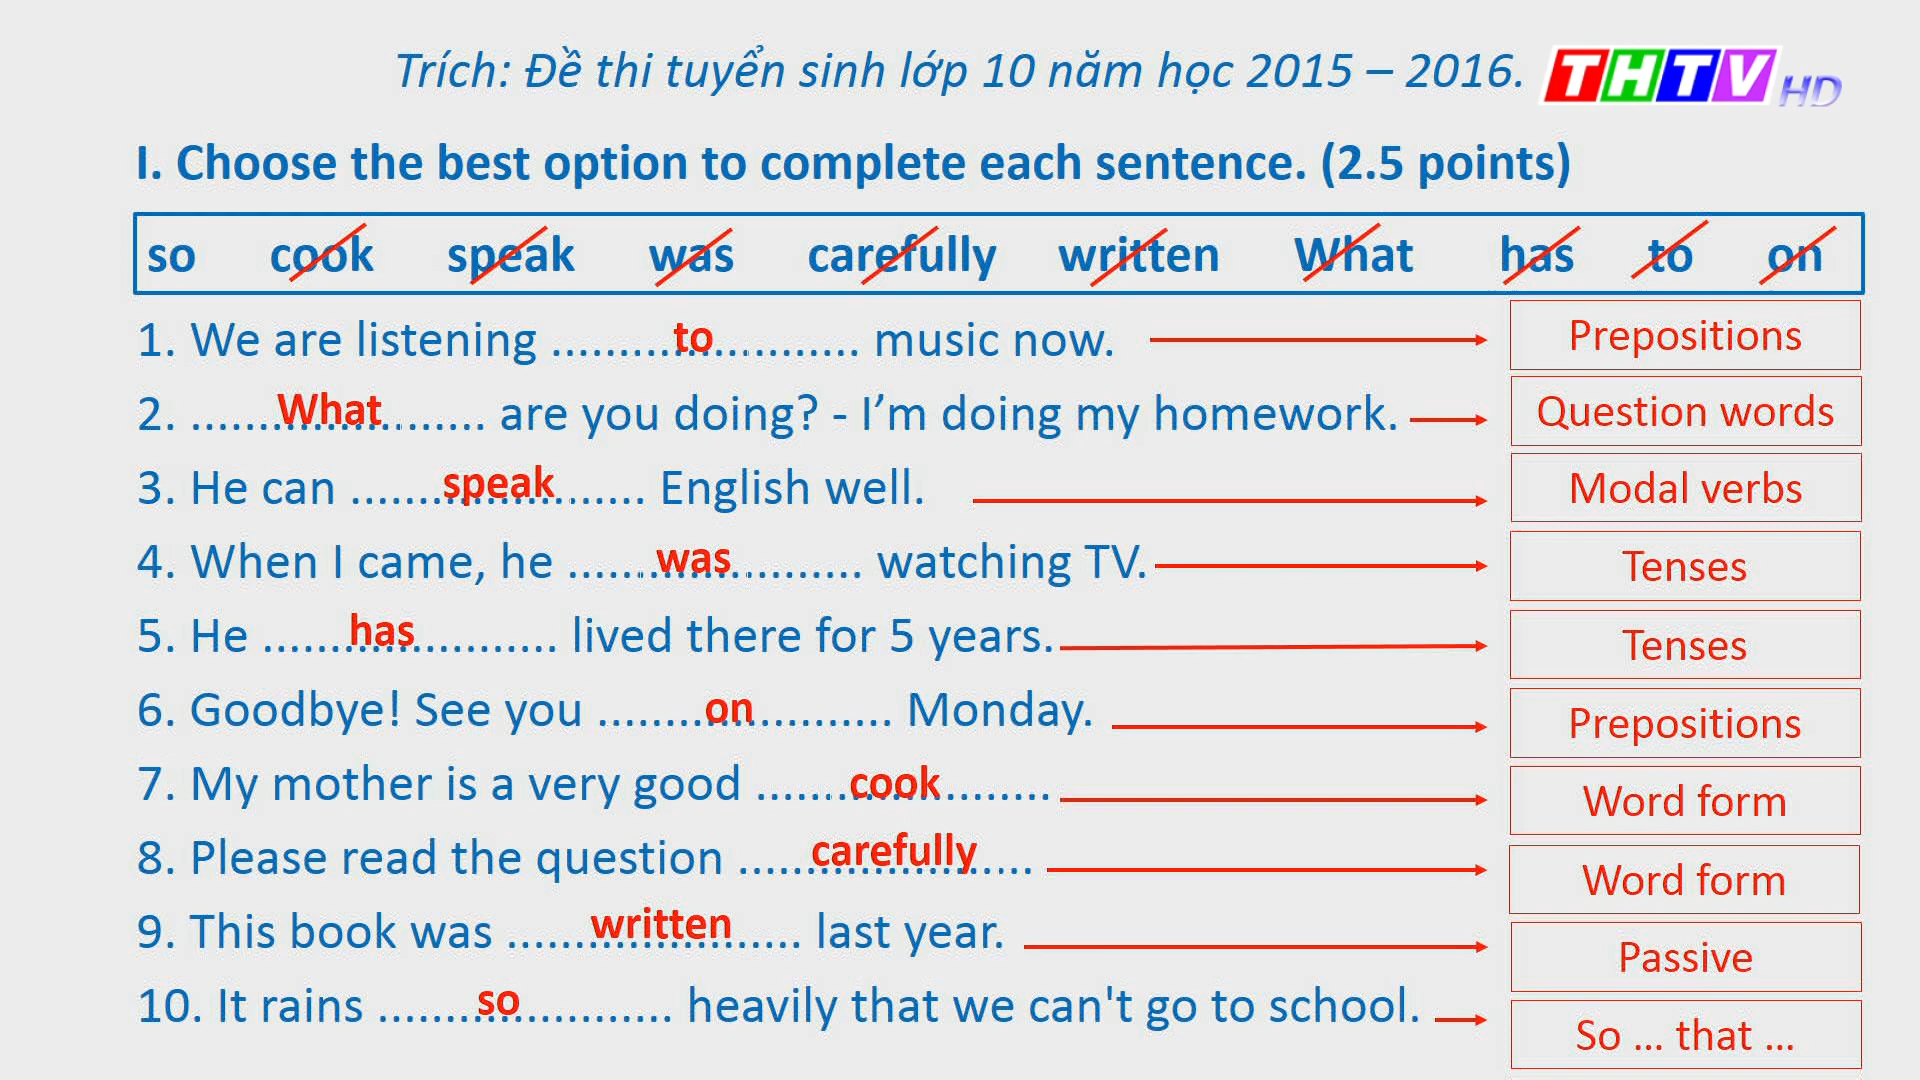 Trích: Đề thi tuyển sinh lớp 10 năm học 2015 – 2016.
THTV HD
I. Choose the best option to complete each sentence. (2.5 points)
so cook speak was carefully written What has to on
1. We are listening .......... to .......... music now. Prepositions
2. .......... What .......... are you doing? - I’m doing my homework. Question words
3. He can .......... speak .......... English well. Modal verbs
4. When I came, he .......... was .......... watching TV. Tenses
5. He .......... has .......... lived there for 5 years. Tenses
6. Goodbye! See you .......... on .......... Monday. Prepositions
7. My mother is a very good .......... cook .......... Word form
8. Please read the question .......... carefully .......... Word form
9. This book was .......... written .......... last year. Passive
10. It rains .......... so .......... heavily that we can't go to school. So ... that ...